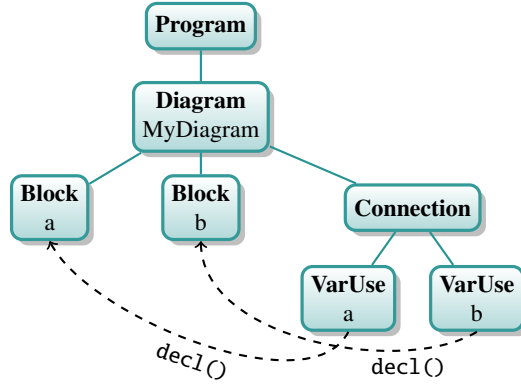 Program
Diagram
MyDiagram
Block
a
Block
b
Connection
VarUse
a
VarUse
b
decl()
decl()